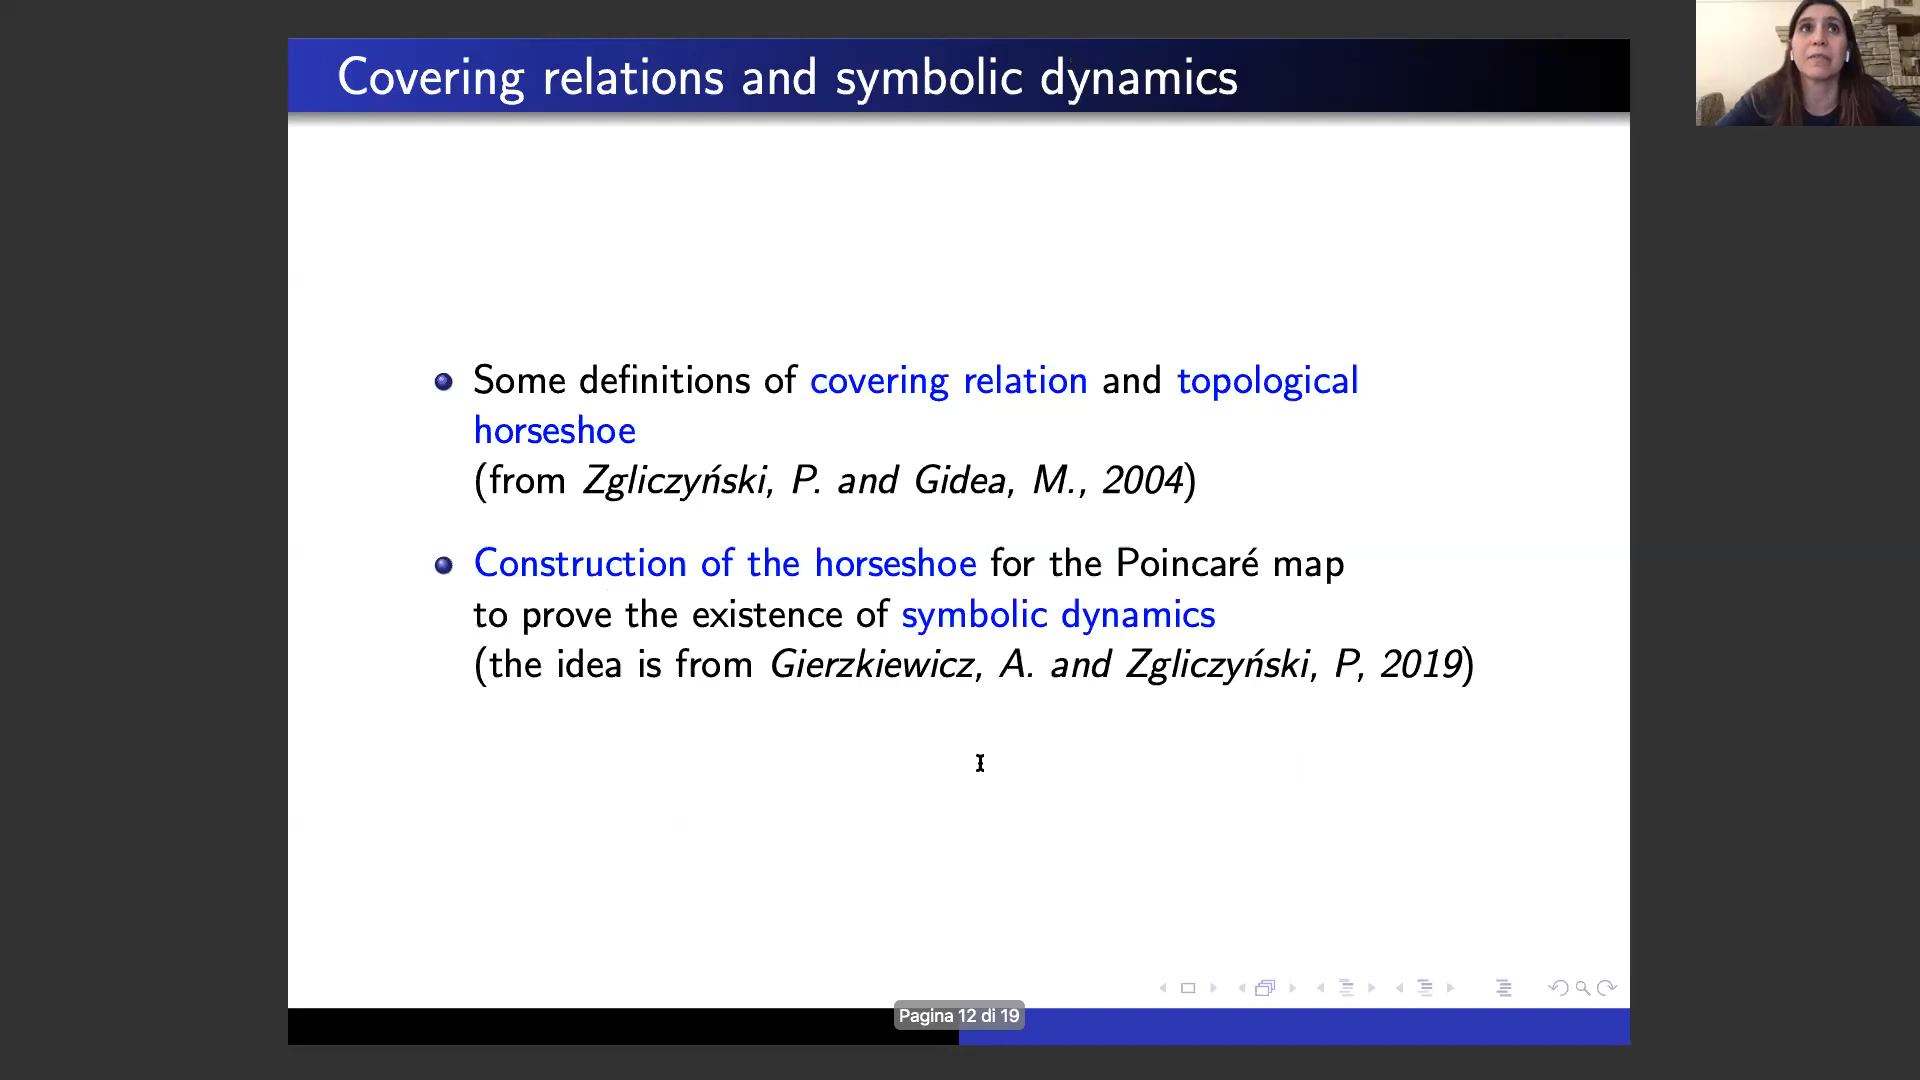 Covering relations and symbolic dynamics
Some definitions of covering relation and topological
horseshoe
(from Zgliczyński, P. and Gidea, M., 2004)
Construction of the horseshoe for the Poincaré map
to prove the existence of symbolic dynamics
(the idea is from Gierzkiewicz, A. and Zgliczyński, P, 2019)
Pagina 12 di 19